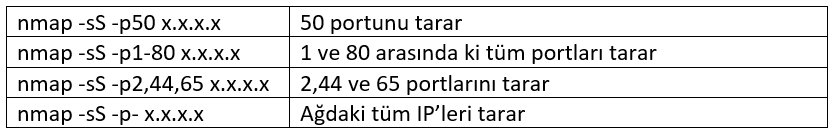 nmap -sS -p50 x.x.x.x 50 portunu tarar
nmap -sS -p1-80 x.x.x.x 1 ve 80 arasında ki tüm portları tarar
nmap -sS -p2,44,65 x.x.x.x 2,44 ve 65 portlarını tarar
nmap -sS -p- x.x.x.x Ağdaki tüm IP’leri tarar